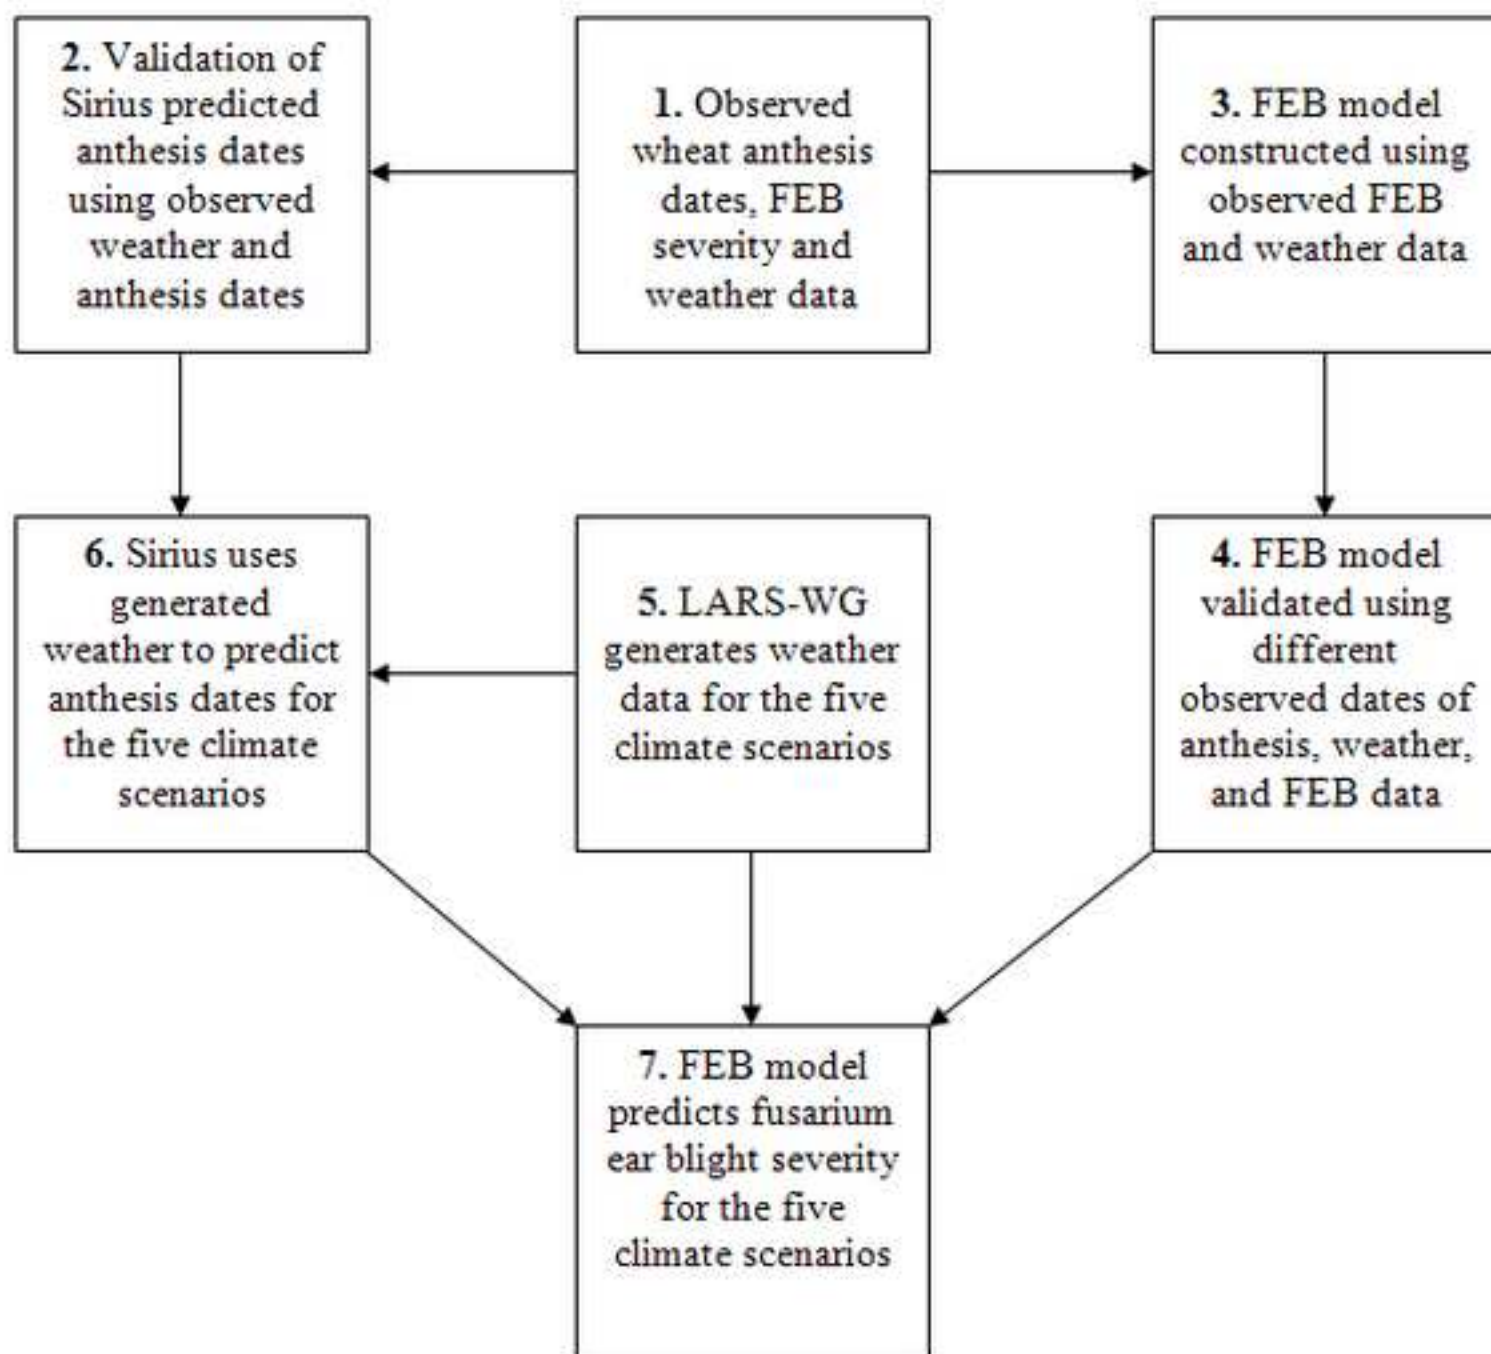 2. Validation of
Sirius predicted
anthesis dates
using observed
weather and
anthesis dates
1. Observed
wheat anthesis
dates, FEB
severity and
weather data
3. FEB model
constructed using
observed FEB
and weather data
6. Sirius uses
generated
weather to predict
anthesis dates for
the five climate
scenarios
5. LARS-WG
generates weather
data for the five
climate scenarios
4. FEB model
validated using
different
observed dates of
anthesis, weather,
and FEB data
7. FEB model
predicts fusarium
ear blight severity
for the five
climate scenarios